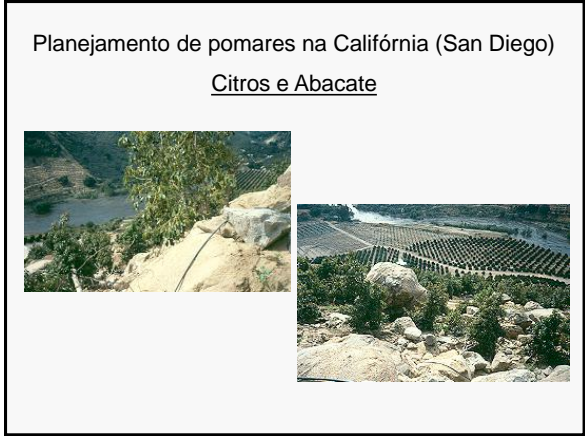 Planejamento de pomares na Califórnia (San Diego)
Citros e Abacate